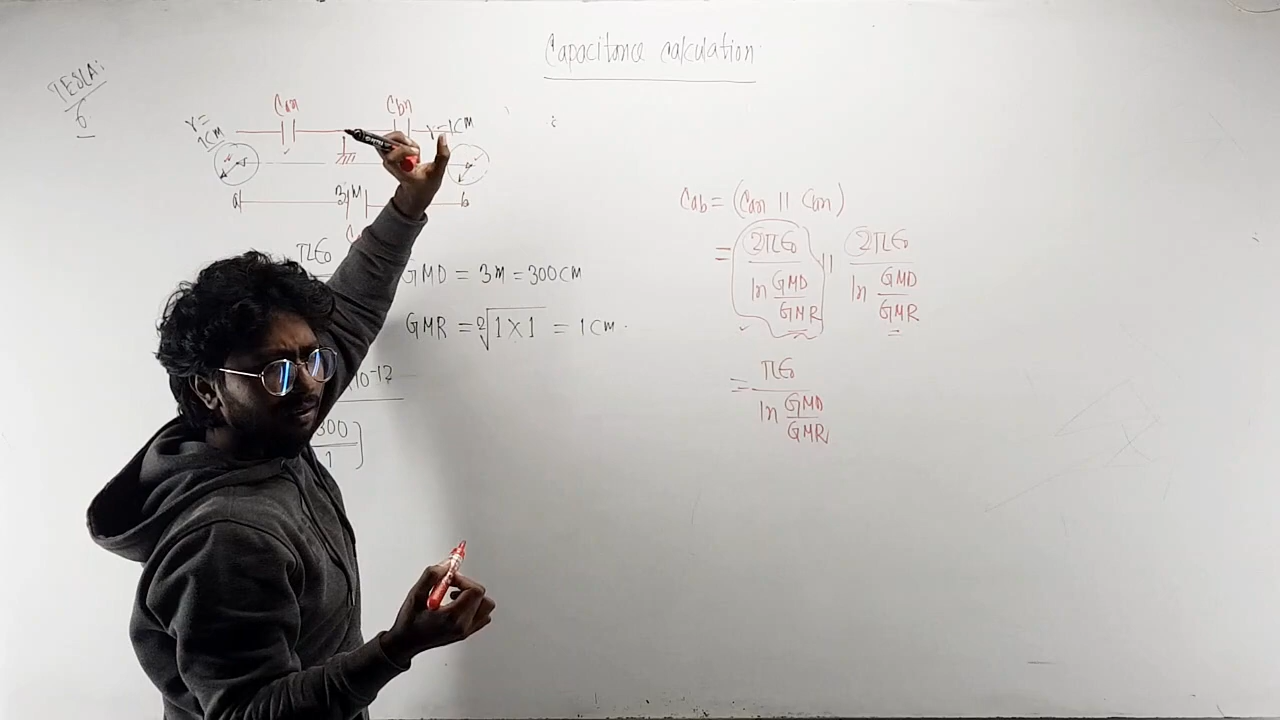 Capacitance calculation
TESLA:
6
Can
Cbn
r=
1CM
r=1CM
a
3M
b
Cab = (Can || Cbn)
= 2πε₀ / ln GMD/GMR || 2πε₀ / ln GMD/GMR
= πε₀ / ln GMD/GMR
πε₀
GMD = 3M = 300CM
GMR = ²√1×1 = 1CM.
10⁻¹²
300
1